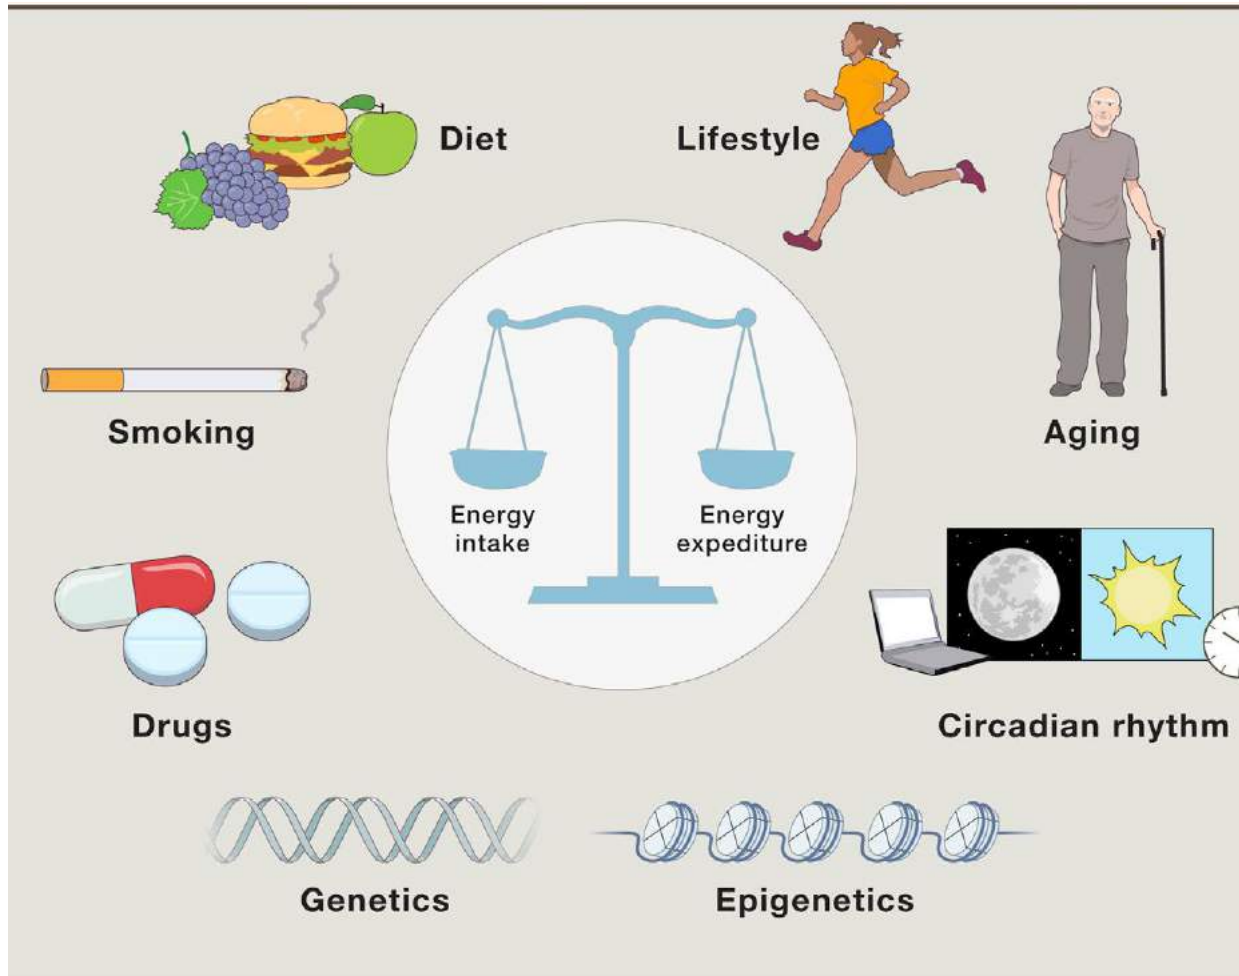 Diet
Lifestyle
Smoking
Aging
Energy
intake
Energy
expediture
Drugs
Circadian rhythm
Genetics
Epigenetics